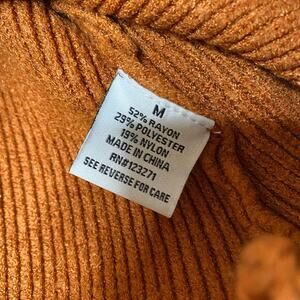 M
52% RAYON
29% POLYESTER
19% NYLON
MADE IN CHINA
RN#123271
SEE REVERSE FOR CARE